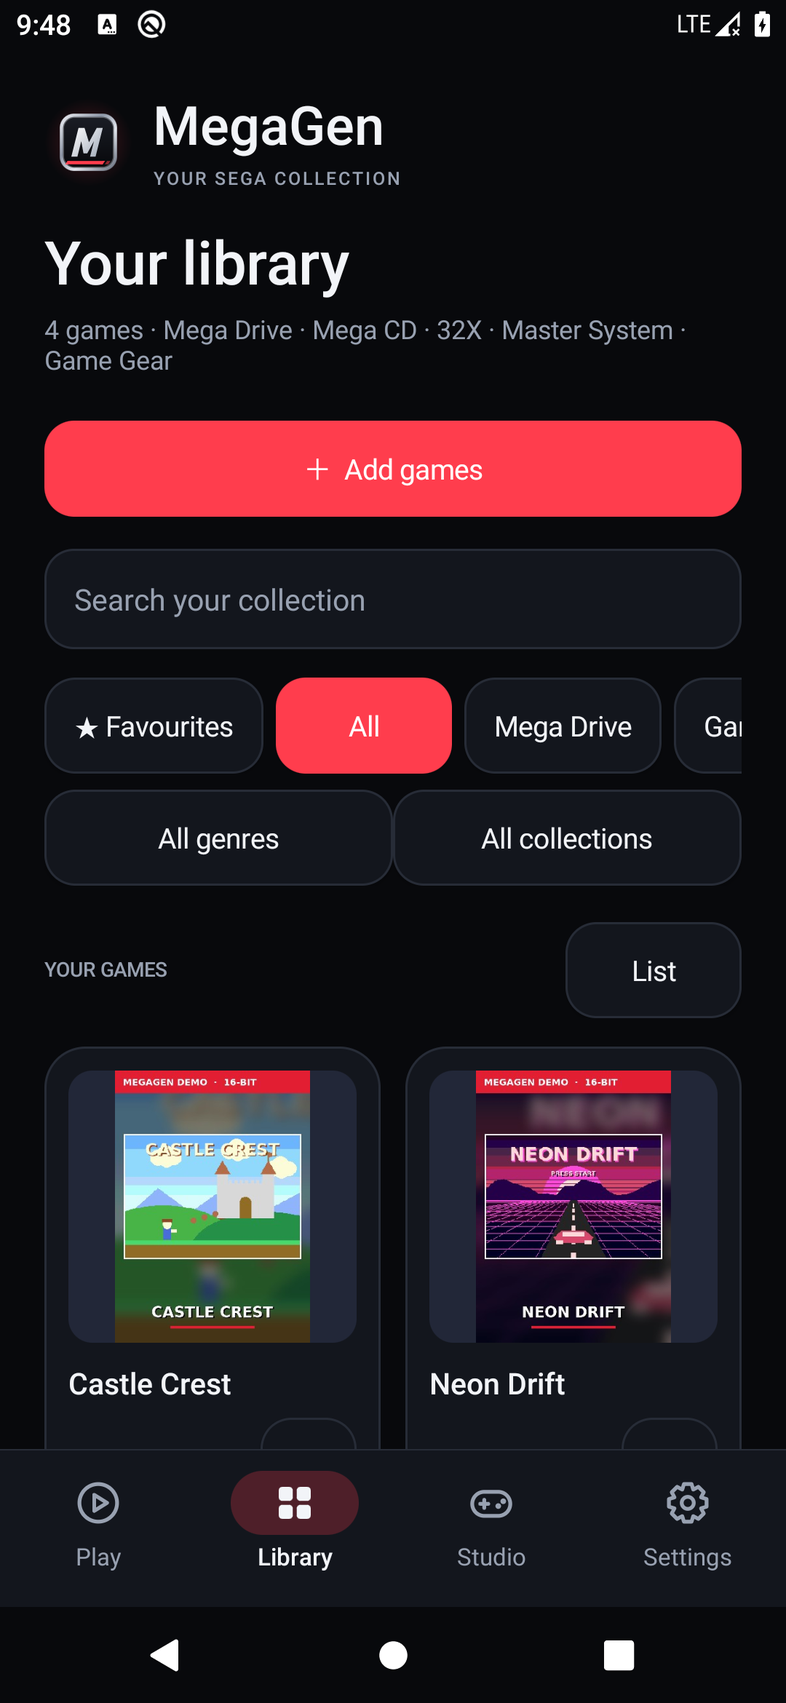 9:48
LTE
MegaGen
YOUR SEGA COLLECTION
Your library
4 games · Mega Drive · Mega CD · 32X · Master System ·
Game Gear
+ Add games
Search your collection
★ Favourites
All
Mega Drive
All genres
All collections
YOUR GAMES
List
MEGAGEN DEMO · 16-BIT
CASTLE CREST
CASTLE CREST
Castle Crest
MEGAGEN DEMO · 16-BIT
NEON DRIFT
PRESS START
NEON DRIFT
Neon Drift
Play
Library
Studio
Settings